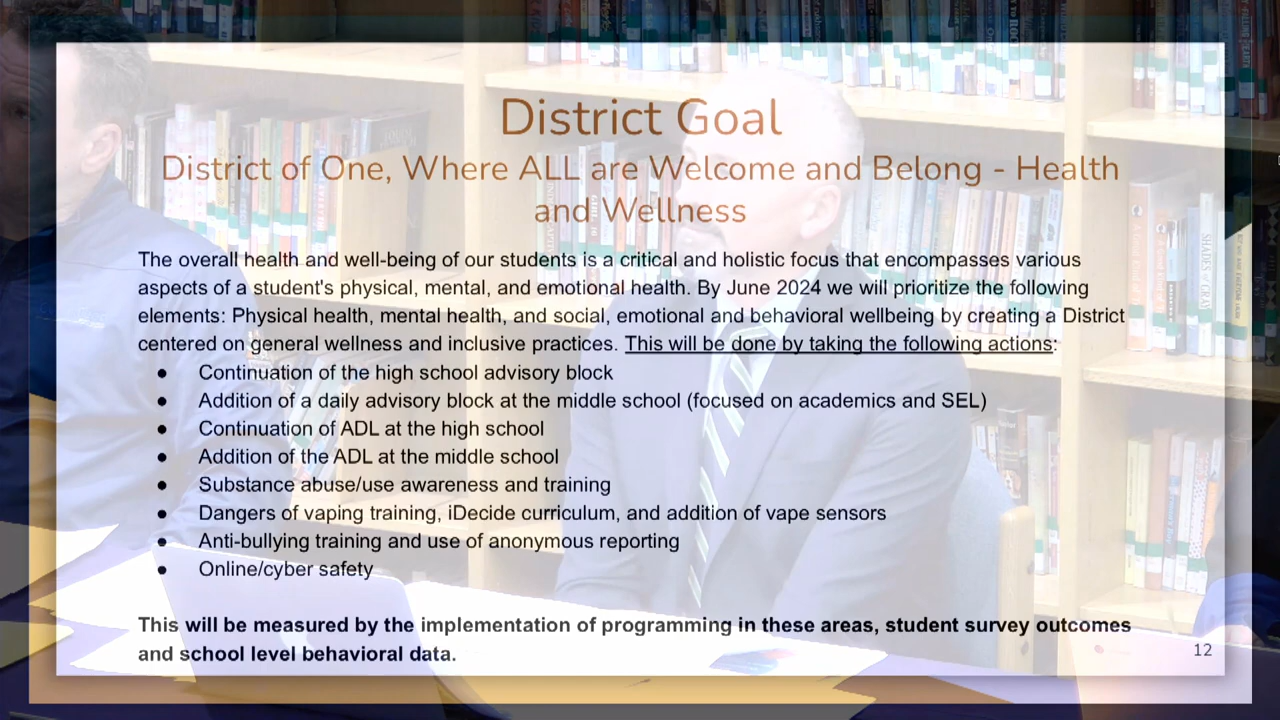 District Goal
District of One, Where ALL are Welcome and Belong - Health
and Wellness
The overall health and well-being of our students is a critical and holistic focus that encompasses various
aspects of a student's physical, mental, and emotional health. By June 2024 we will prioritize the following
elements: Physical health, mental health, and social, emotional and behavioral wellbeing by creating a District
centered on general wellness and inclusive practices. This will be done by taking the following actions:
● Continuation of the high school advisory block
● Addition of a daily advisory block at the middle school (focused on academics and SEL)
● Continuation of ADL at the high school
● Addition of the ADL at the middle school
● Substance abuse/use awareness and training
● Dangers of vaping training, iDecide curriculum, and addition of vape sensors
● Anti-bullying training and use of anonymous reporting
● Online/cyber safety
This will be measured by the implementation of programming in these areas, student survey outcomes
and school level behavioral data.
12
SHADES of GRAY